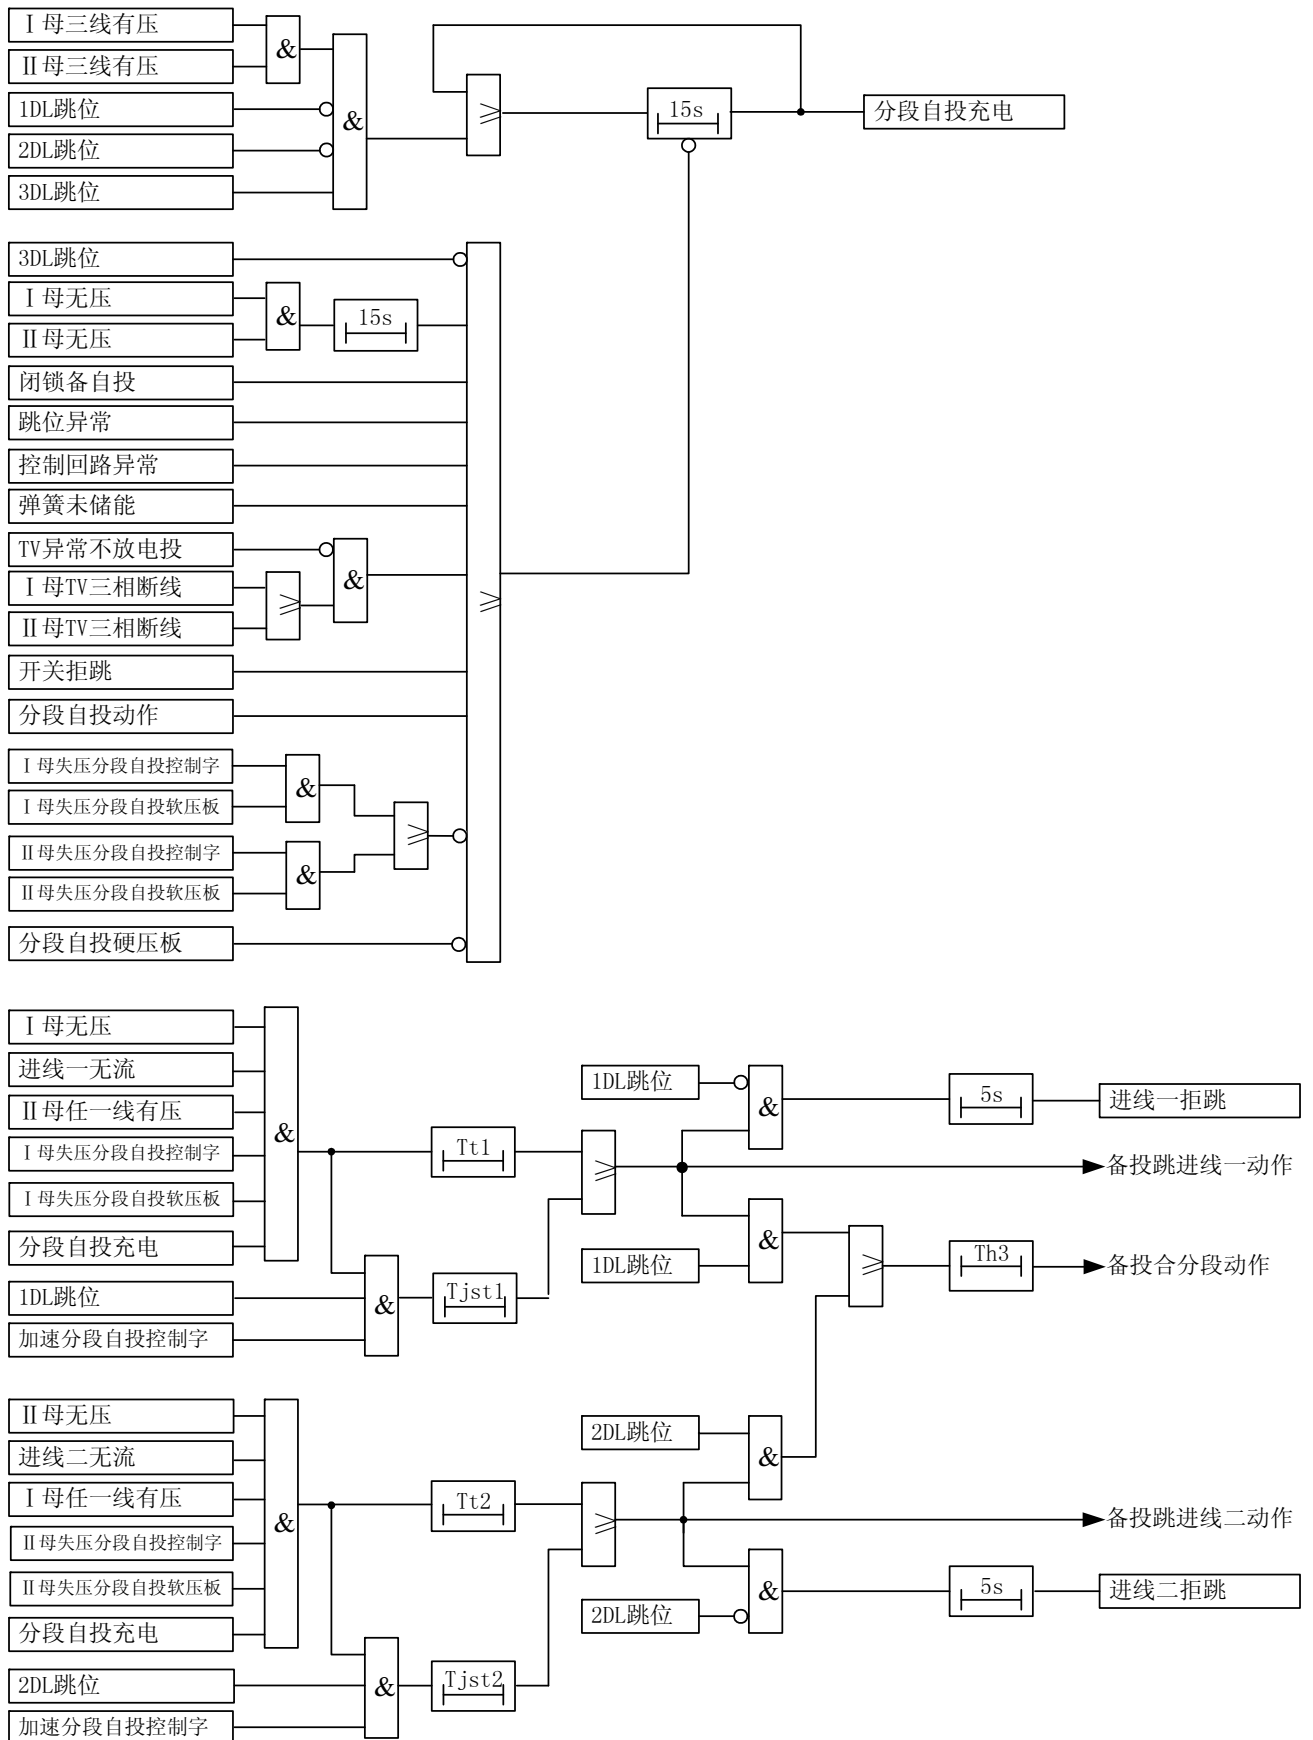 Ⅰ母三线有压
&
Ⅱ母三线有压
1DL跳位
&
2DL跳位
3DL跳位
≥
15s
分段自投充电
3DL跳位
Ⅰ母无压
&
15s
Ⅱ母无压
闭锁备自投
跳位异常
控制回路异常
弹簧未储能
TV异常不放电投
&
Ⅰ母TV三相断线
≥
≥
Ⅱ母TV三相断线
开关拒跳
分段自投动作
Ⅰ母失压分段自投控制字
&
Ⅰ母失压分段自投软压板
≥
Ⅱ母失压分段自投控制字
&
Ⅱ母失压分段自投软压板
分段自投硬压板
Ⅰ母无压
进线一无流
Ⅱ母任一线有压
&
Ⅰ母失压分段自投控制字
Ⅰ母失压分段自投软压板
分段自投充电
Tt1
≥
1DL跳位
&
5s
进线一拒跳
备投跳进线一动作
&
1DL跳位
≥
Th3
备投合分段动作
1DL跳位
&
Tjst1
加速分段自投控制字
Ⅱ母无压
进线二无流
Ⅰ母任一线有压
&
Ⅱ母失压分段自投控制字
Ⅱ母失压分段自投软压板
分段自投充电
Tt2
≥
2DL跳位
&
备投跳进线二动作
&
2DL跳位
5s
进线二拒跳
2DL跳位
&
Tjst2
加速分段自投控制字